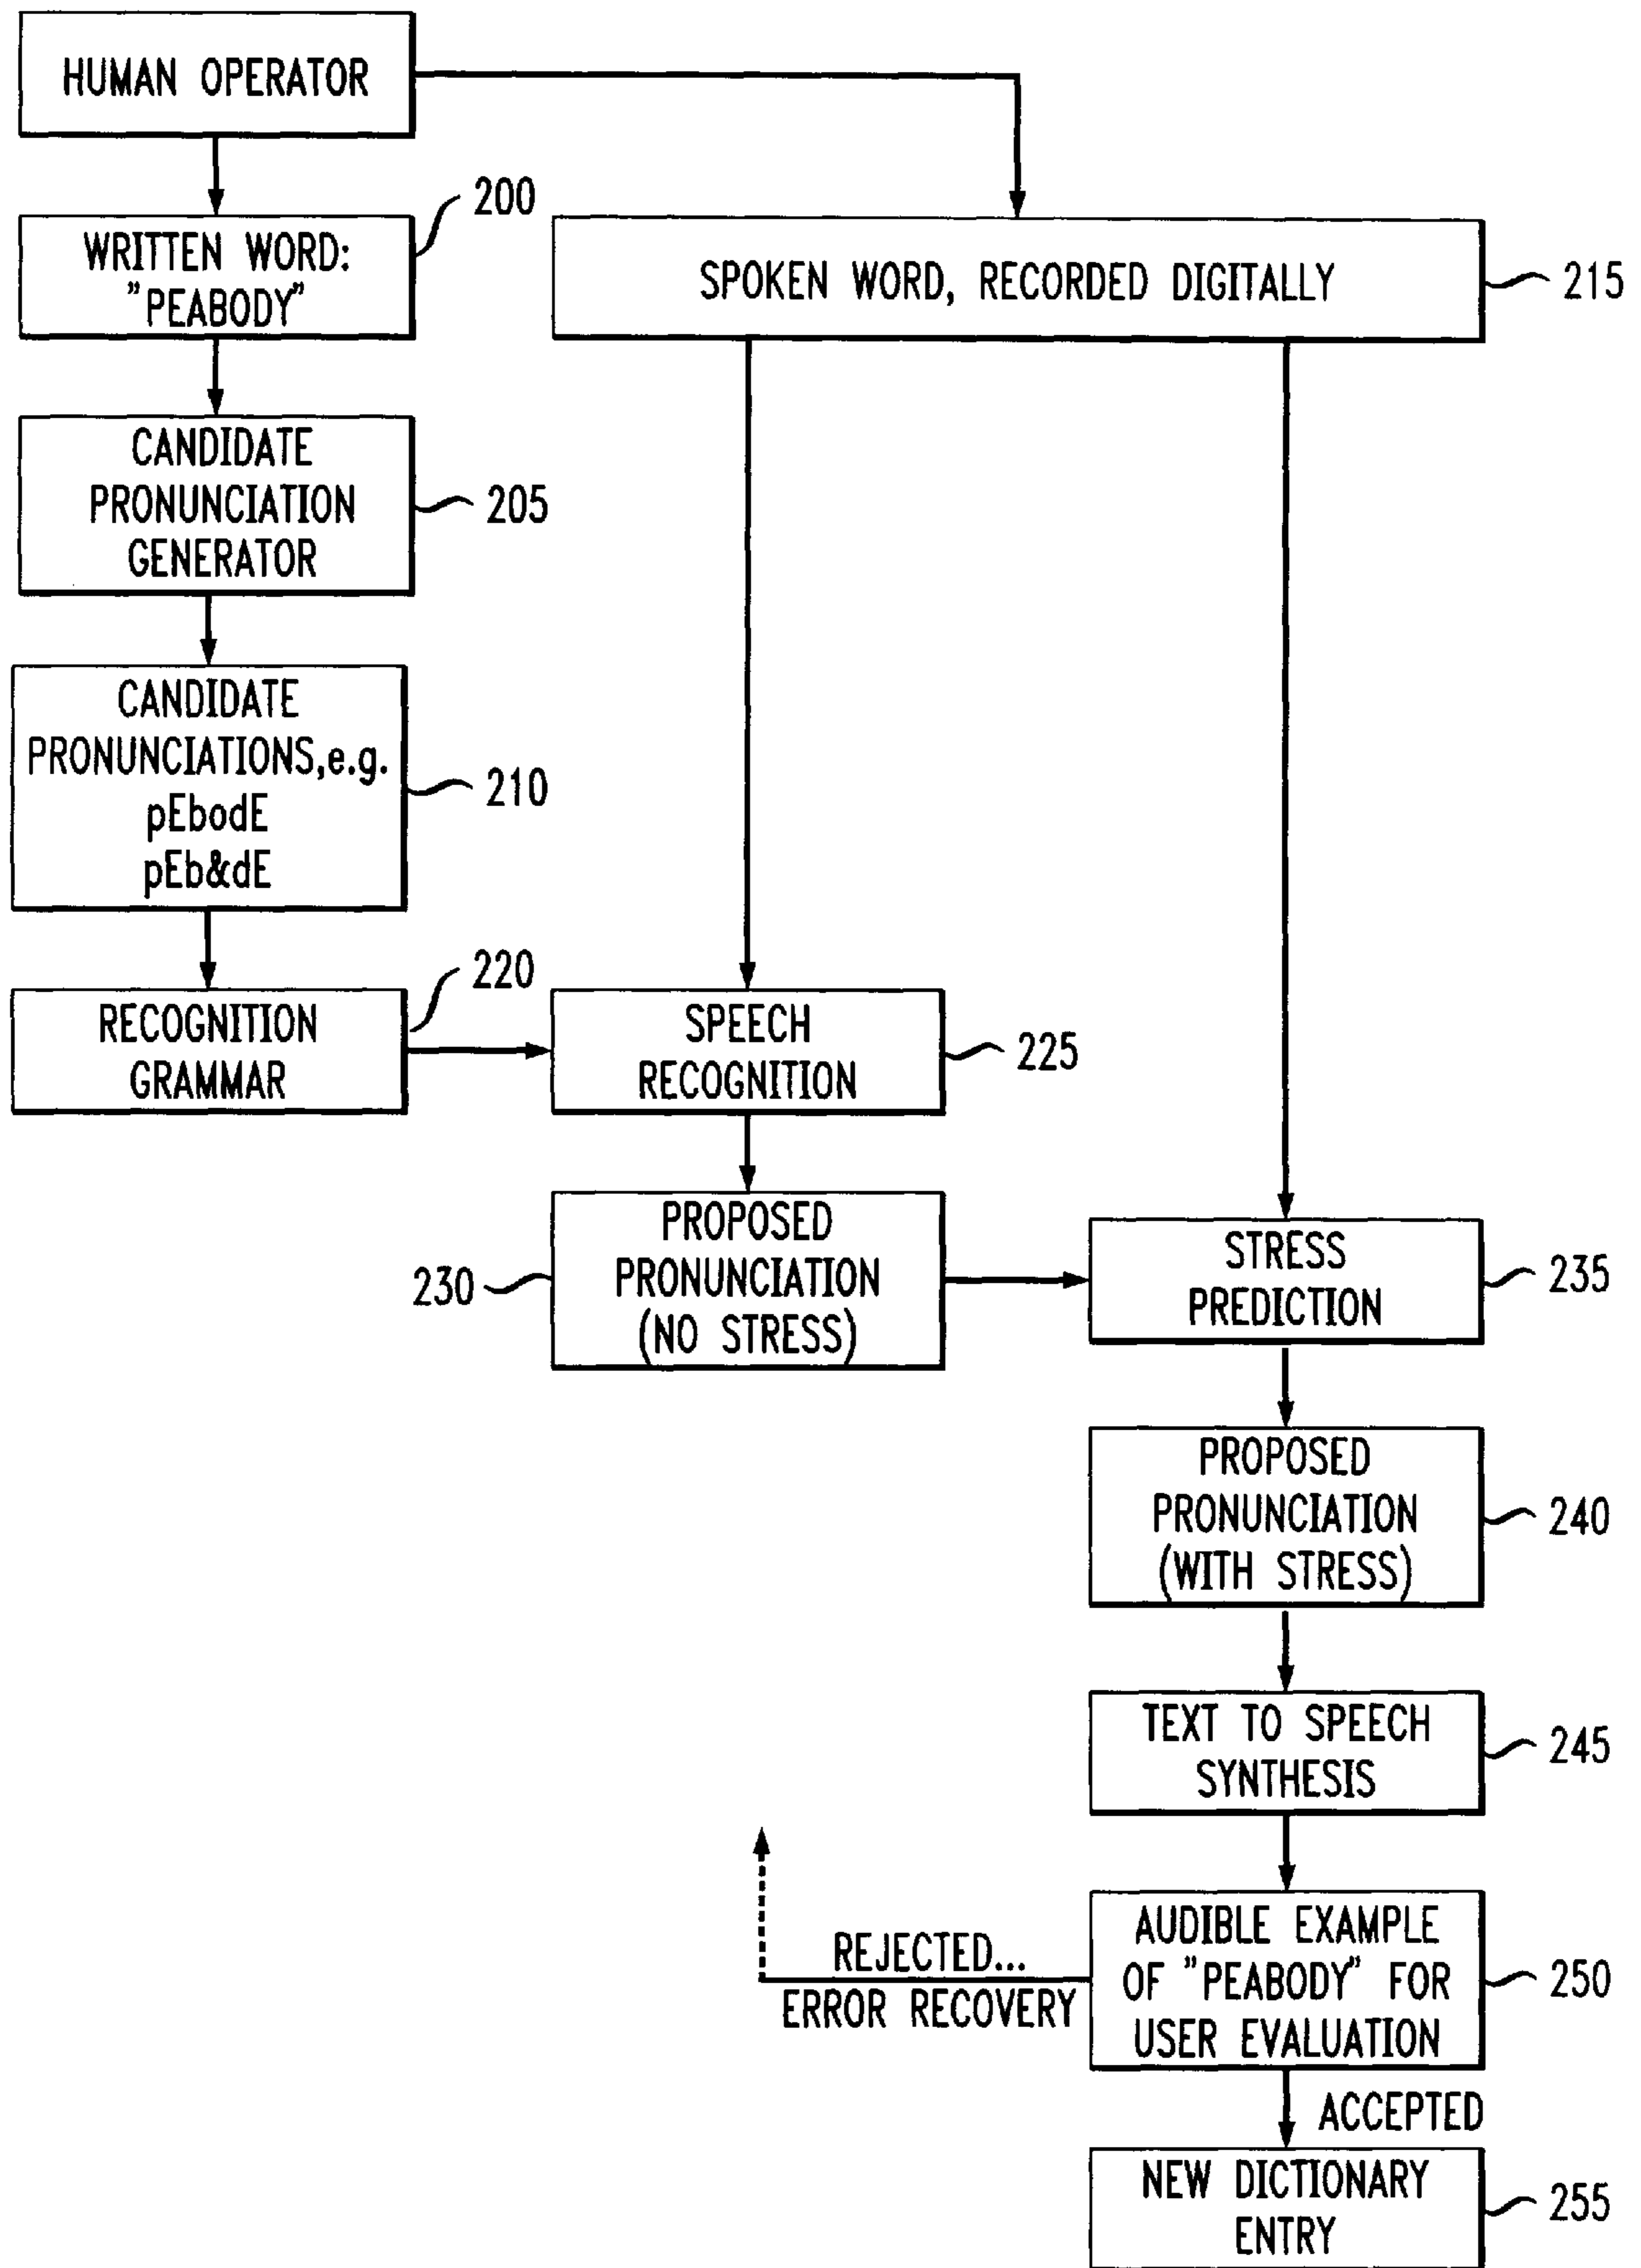 HUMAN OPERATOR
200
WRITTEN WORD:
"PEABODY"
SPOKEN WORD, RECORDED DIGITALLY
215
CANDIDATE
PRONUNCIATION
GENERATOR
205
CANDIDATE
PRONUNCIATIONS,e.g.
pEbodE
pEb&dE
210
220
RECOGNITION
GRAMMAR
SPEECH
RECOGNITION
225
PROPOSED
PRONUNCIATION
(NO STRESS)
230
STRESS
PREDICTION
235
PROPOSED
PRONUNCIATION
(WITH STRESS)
240
TEXT TO SPEECH
SYNTHESIS
245
REJECTED...
ERROR RECOVERY
AUDIBLE EXAMPLE
OF "PEABODY" FOR
USER EVALUATION
250
ACCEPTED
NEW DICTIONARY
ENTRY
255